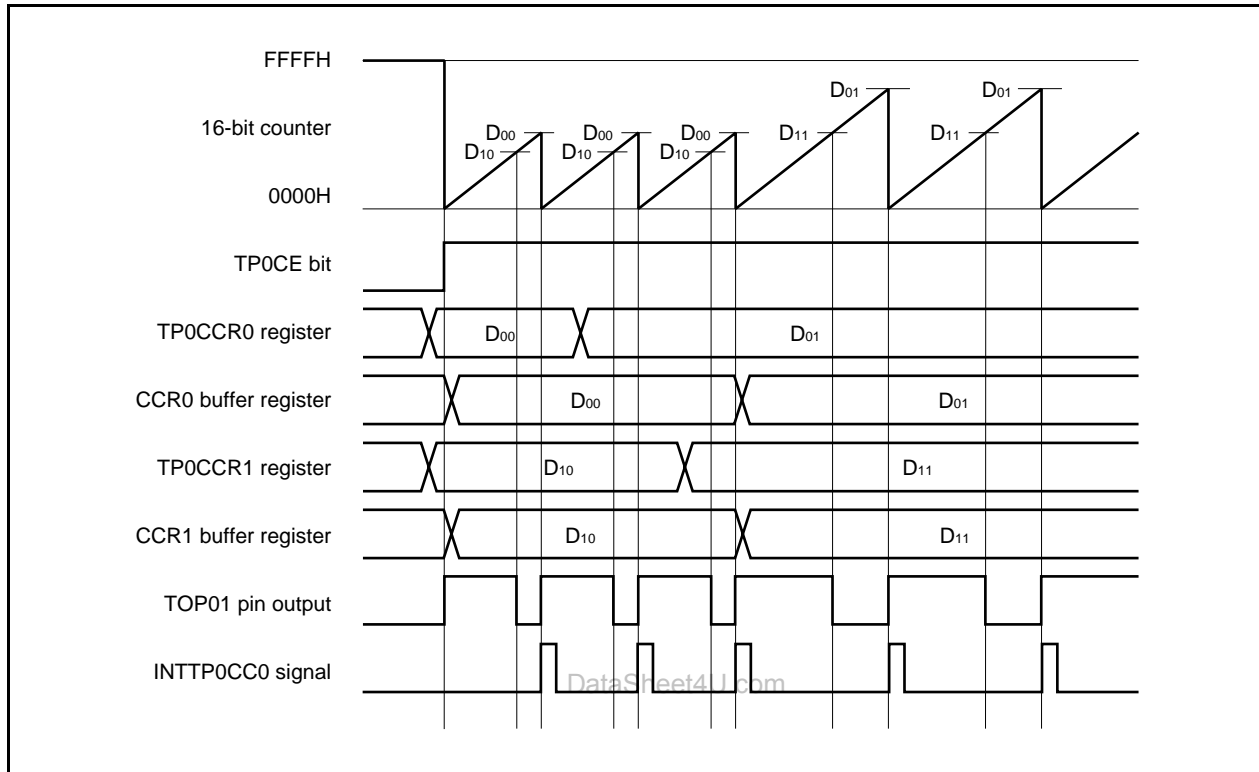 FFFFH
D01 D01
16-bit counter D00 D00 D00 D11 D11
D10 D10 D10
0000H
TP0CE bit
TP0CCR0 register D00 D01
CCR0 buffer register D00 D01
TP0CCR1 register D10 D11
CCR1 buffer register D10 D11
TOP01 pin output
INTTP0CC0 signal
DataSheet4U.com